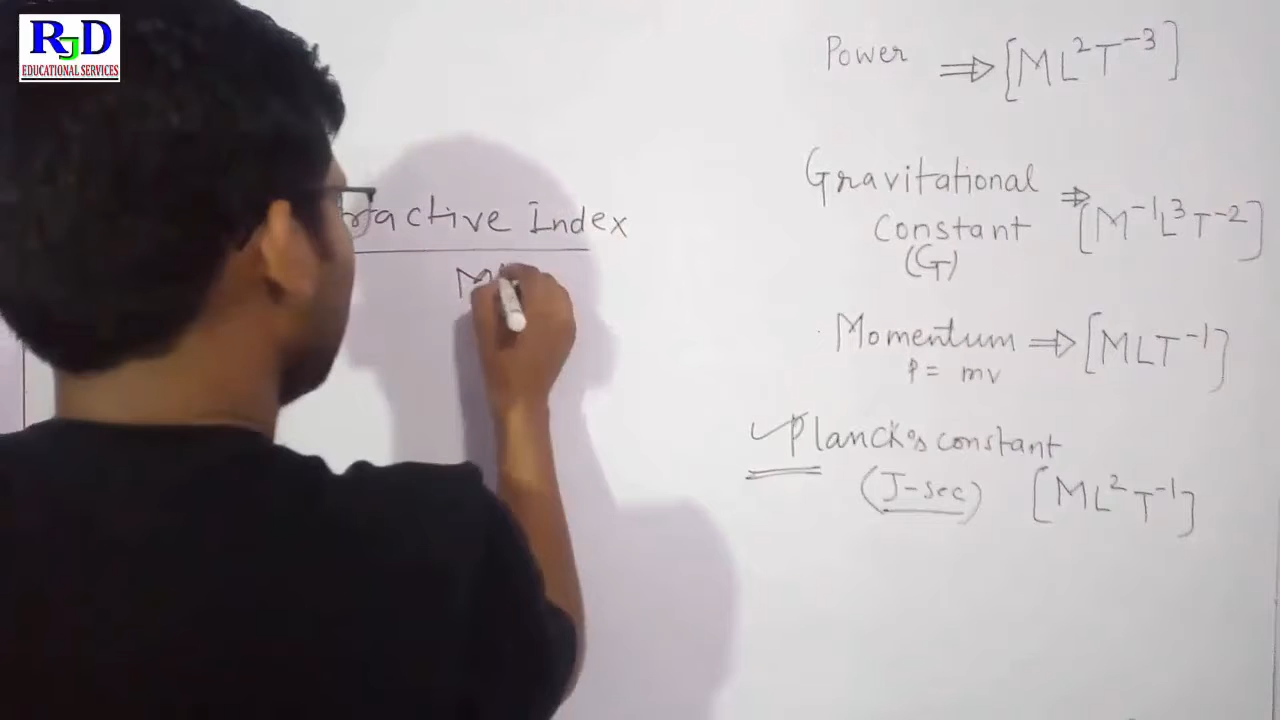 RJD
EDUCATIONAL SERVICES
Power ⇒ [ML²T⁻³]
Gravitational ⇒ [M⁻¹L³T⁻²]
Constant
(G)
Momentum ⇒ [MLT⁻¹]
P = mv
Planck's constant
(J-sec) [ML²T⁻¹]
Index
M